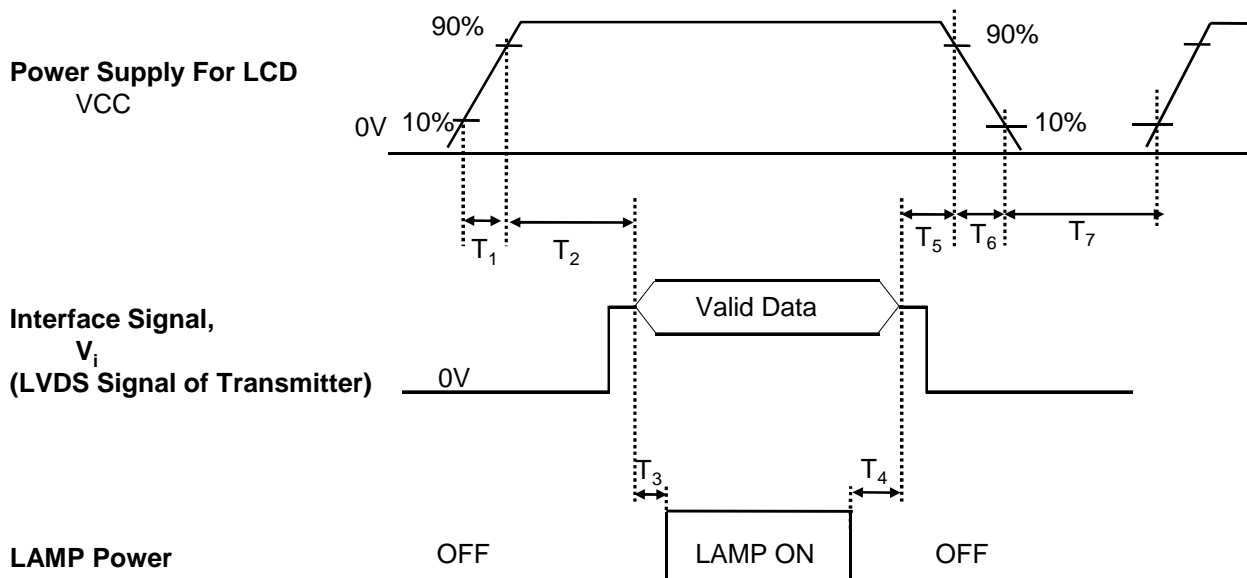 90%
90%
Power Supply For LCD
VCC
0V
10%
10%
T1
T2
T5
T6
T7
Valid Data
Interface Signal,
Vi
(LVDS Signal of Transmitter)
0V
T3
T4
LAMP Power
OFF
LAMP ON
OFF